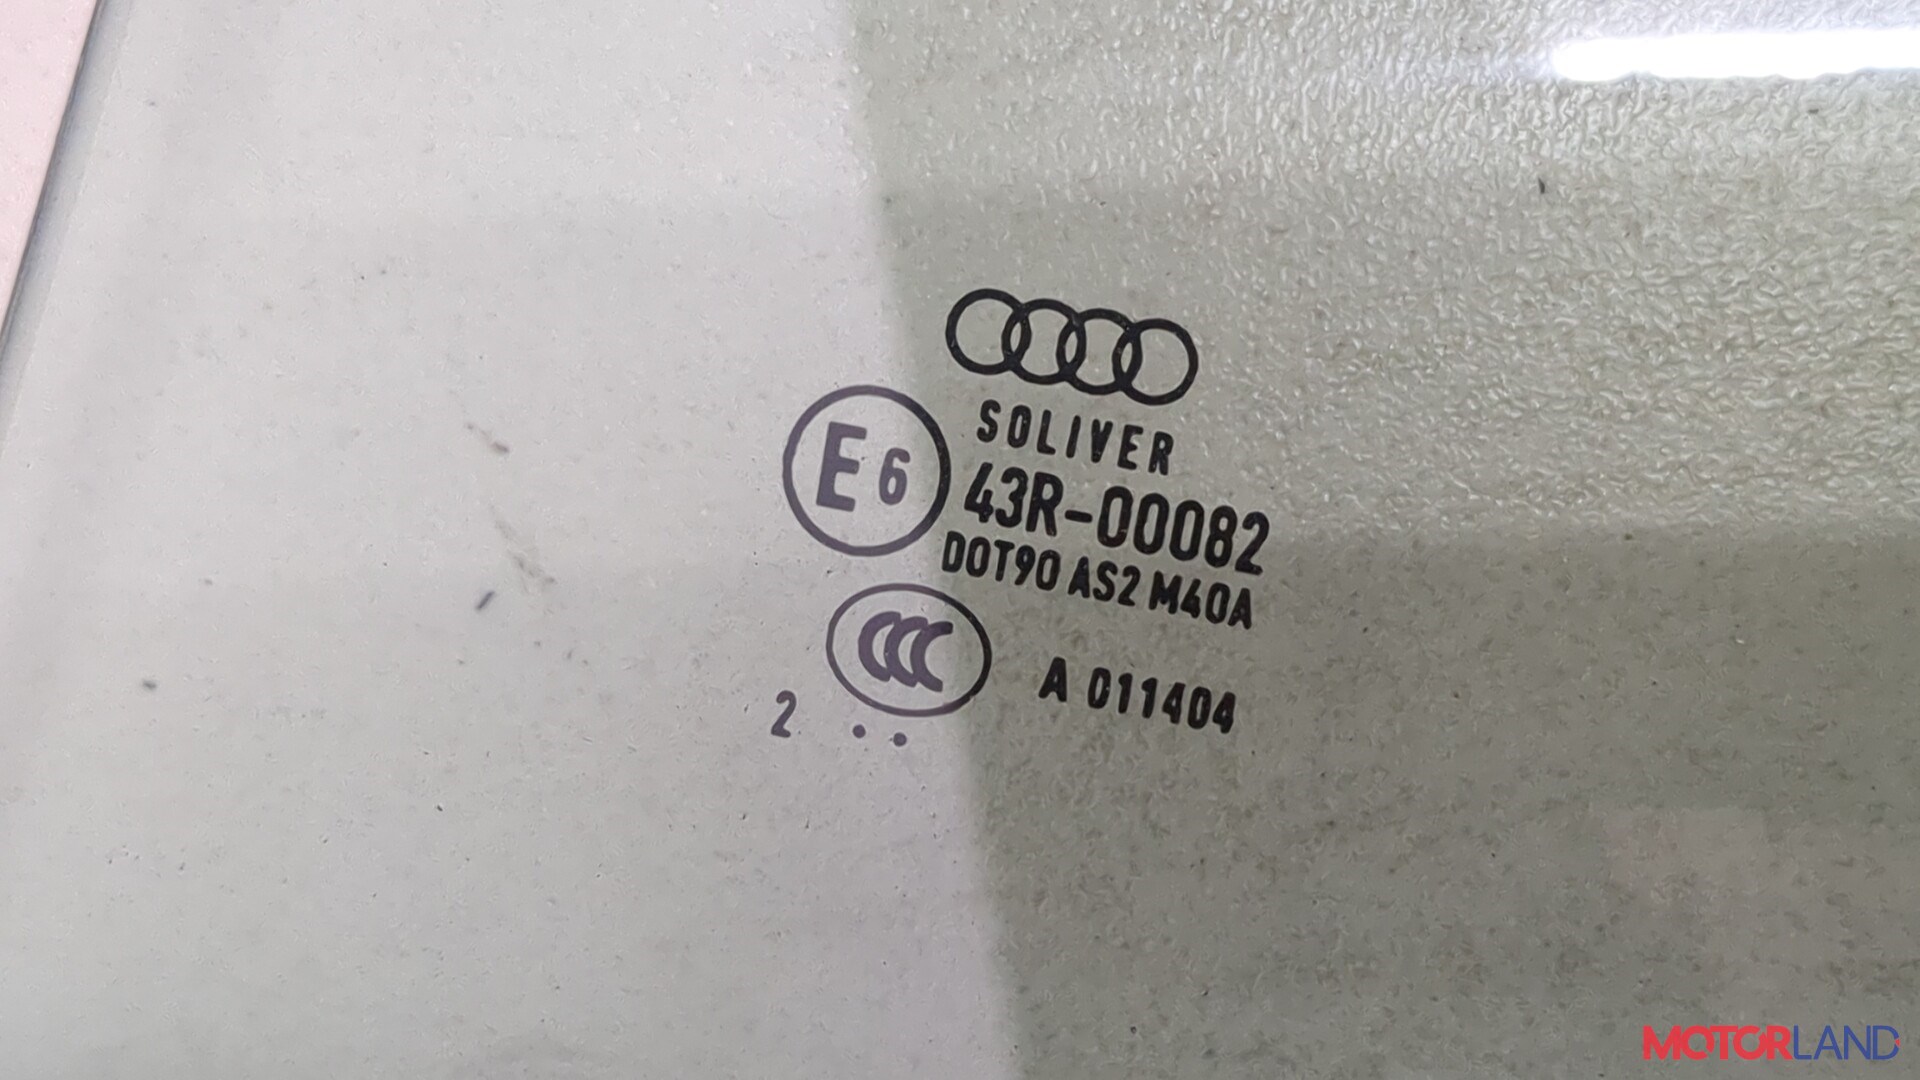 SOLIVER
E6
43R-00082
DOT90 AS2 M40A
CCC
A 011404
2 ..
MOTORLAND